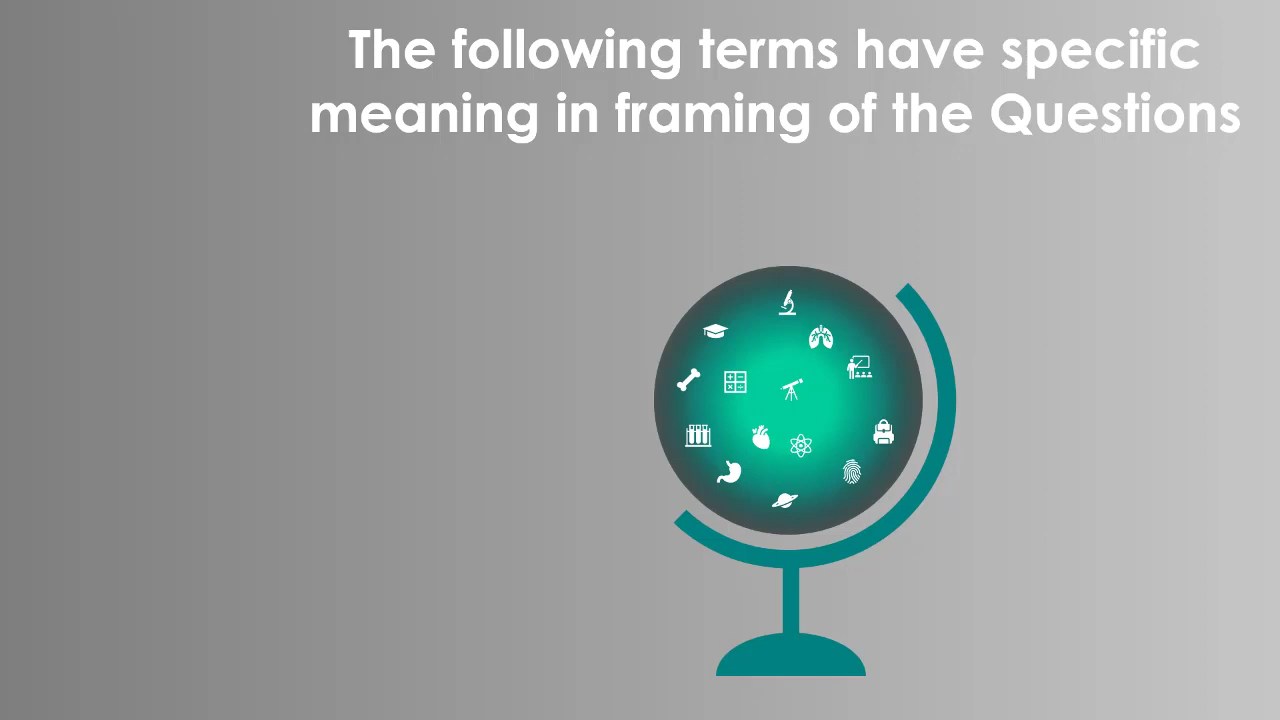 The following terms have specific
meaning in framing of the Questions